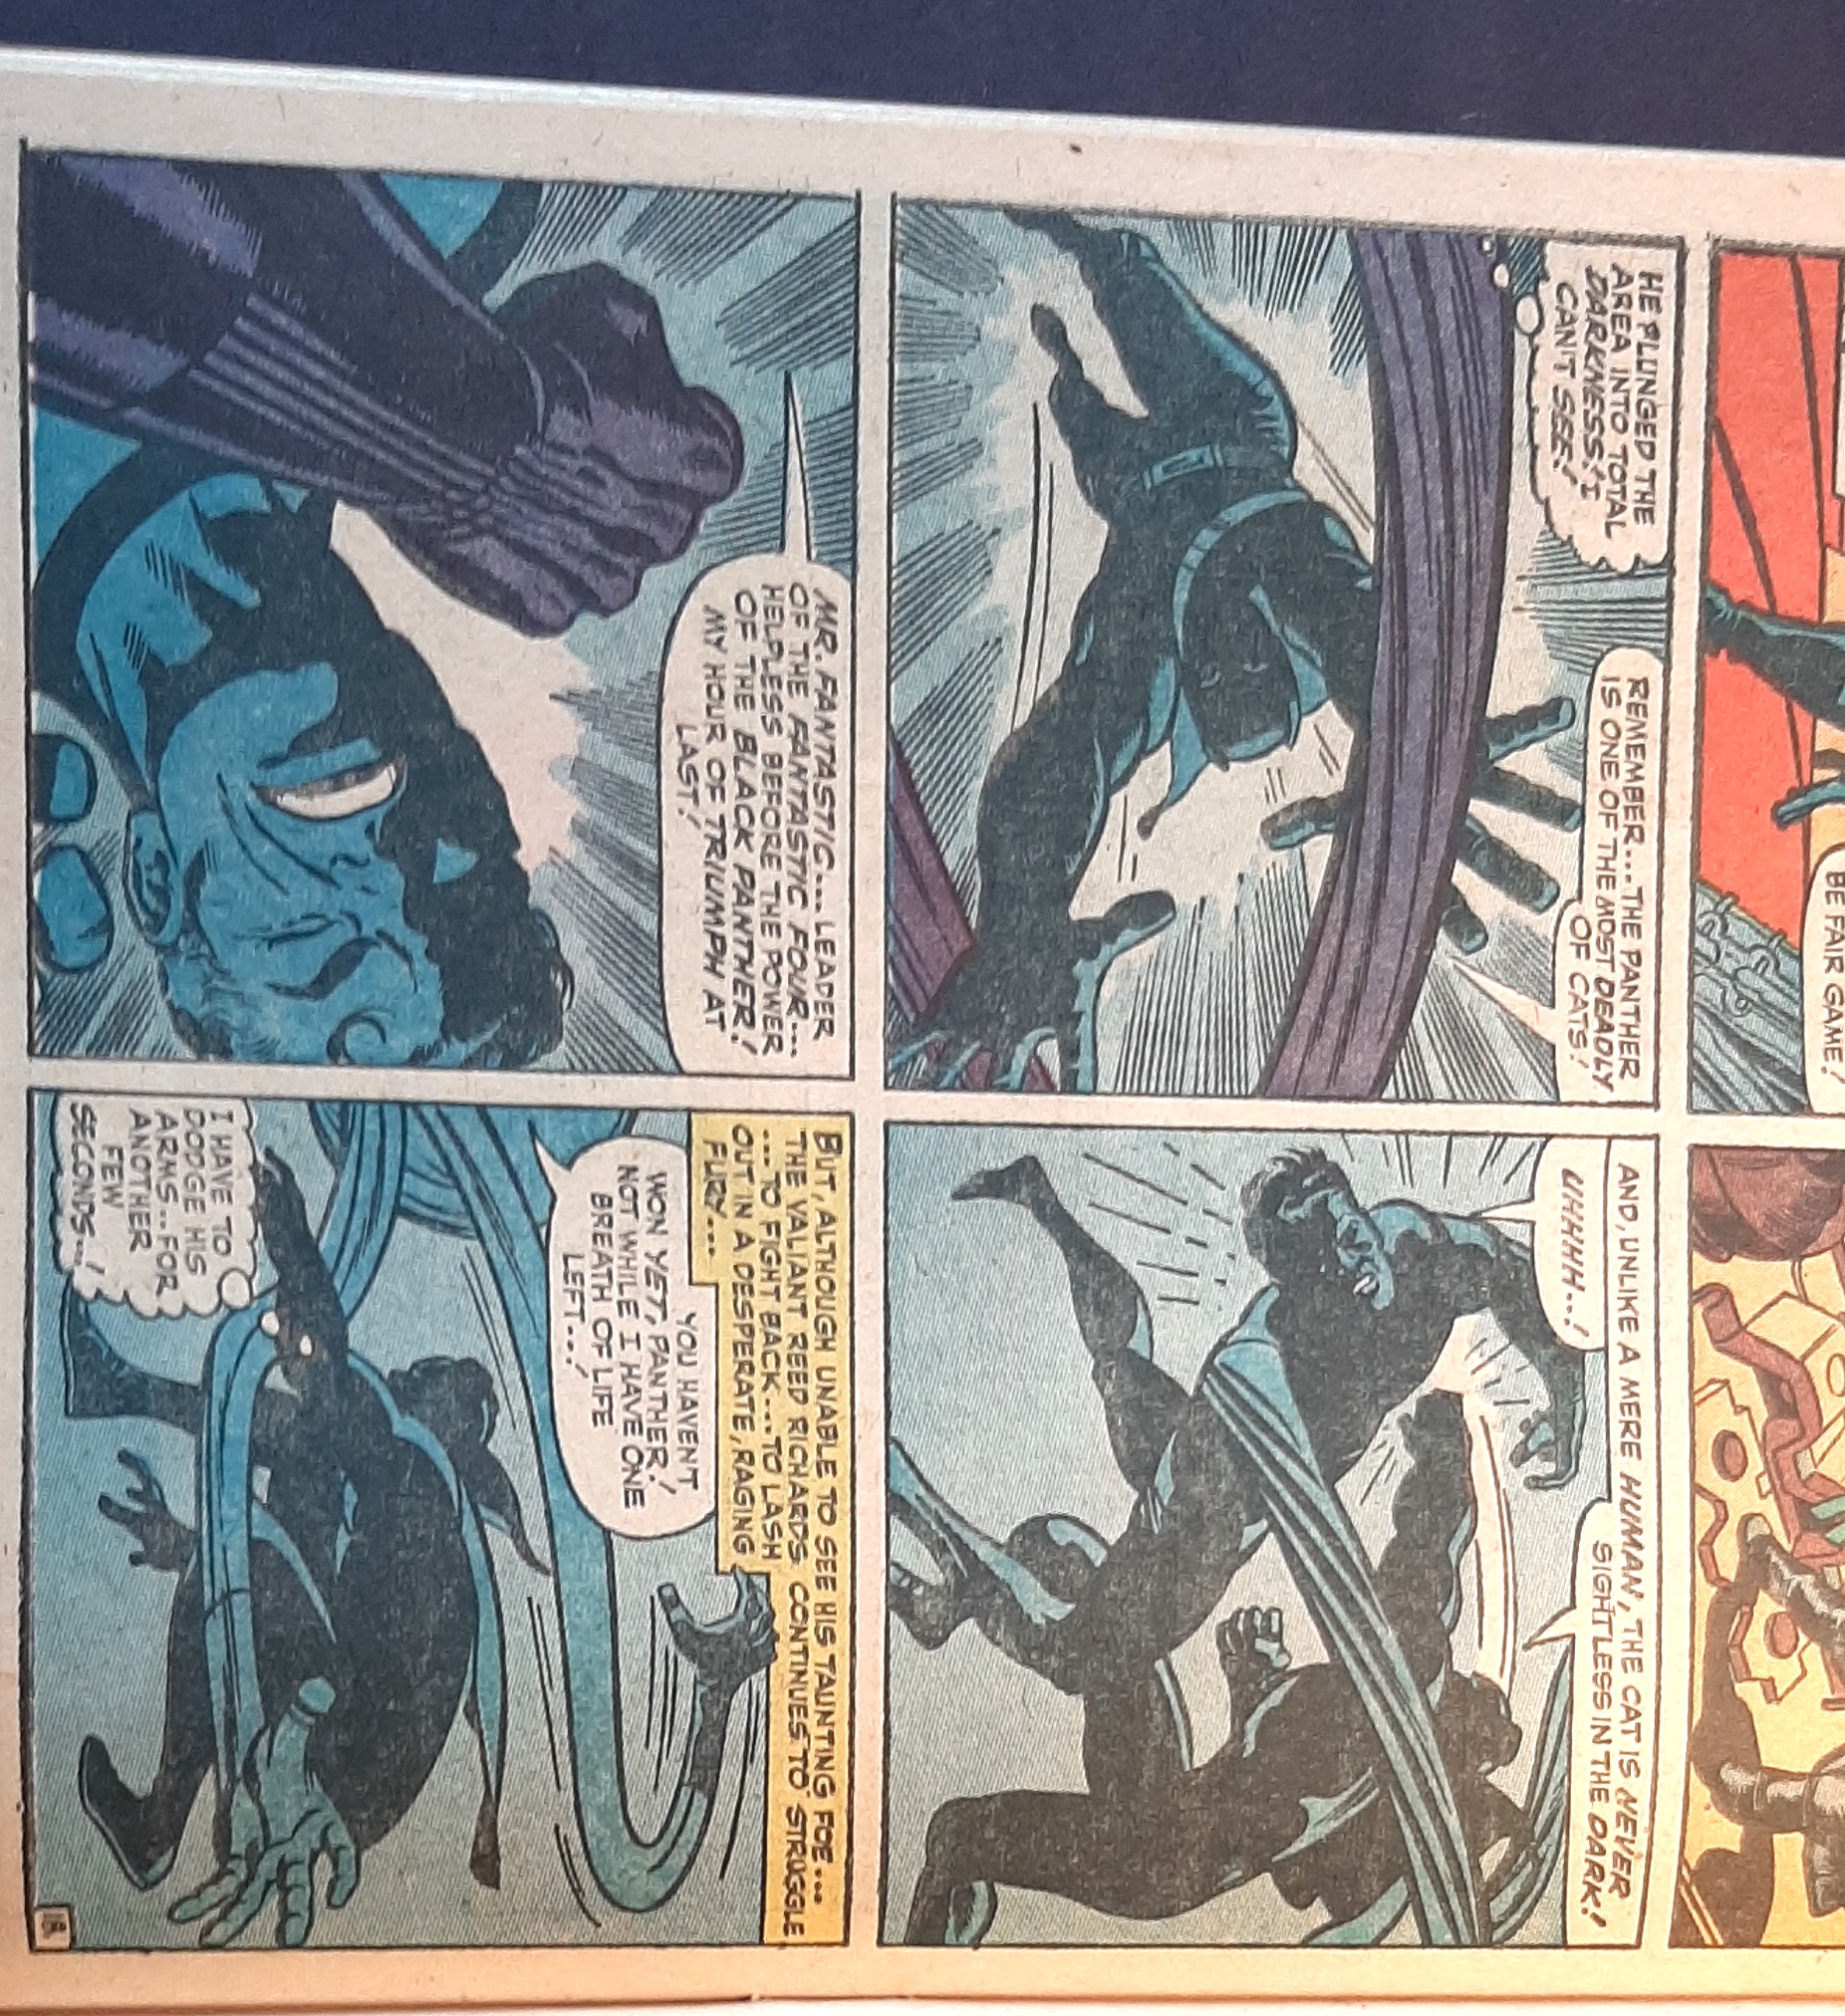 BE FAIR GAME!
HE PLUNGED THE
AREA INTO TOTAL
DARKNESS! I
CAN'T SEE!
REMEMBER... THE PANTHER
IS ONE OF THE MOST DEADLY
OF CATS!
UHHHH...!
AND, UNLIKE A MERE HUMAN, THE CAT IS NEVER
SIGHTLESS IN THE DARK!
MR. FANTASTIC... LEADER
OF THE FANTASTIC FOUR...
HELPLESS BEFORE THE POWER
OF THE BLACK PANTHER!
MY HOUR OF TRIUMPH AT
LAST!
BUT, ALTHOUGH UNABLE TO SEE HIS TAUNTING FOE...
THE VALIANT REED RICHARDS CONTINUES TO STRUGGLE
...TO FIGHT BACK...TO LASH
OUT IN A DESPERATE, RAGING
FURY...
YOU HAVEN'T
WON YET, PANTHER!
NOT WHILE I HAVE ONE
BREATH OF LIFE
LEFT...!
I HAVE TO
DODGE HIS
ARMS.. FOR
ANOTHER
FEW
SECONDS...!